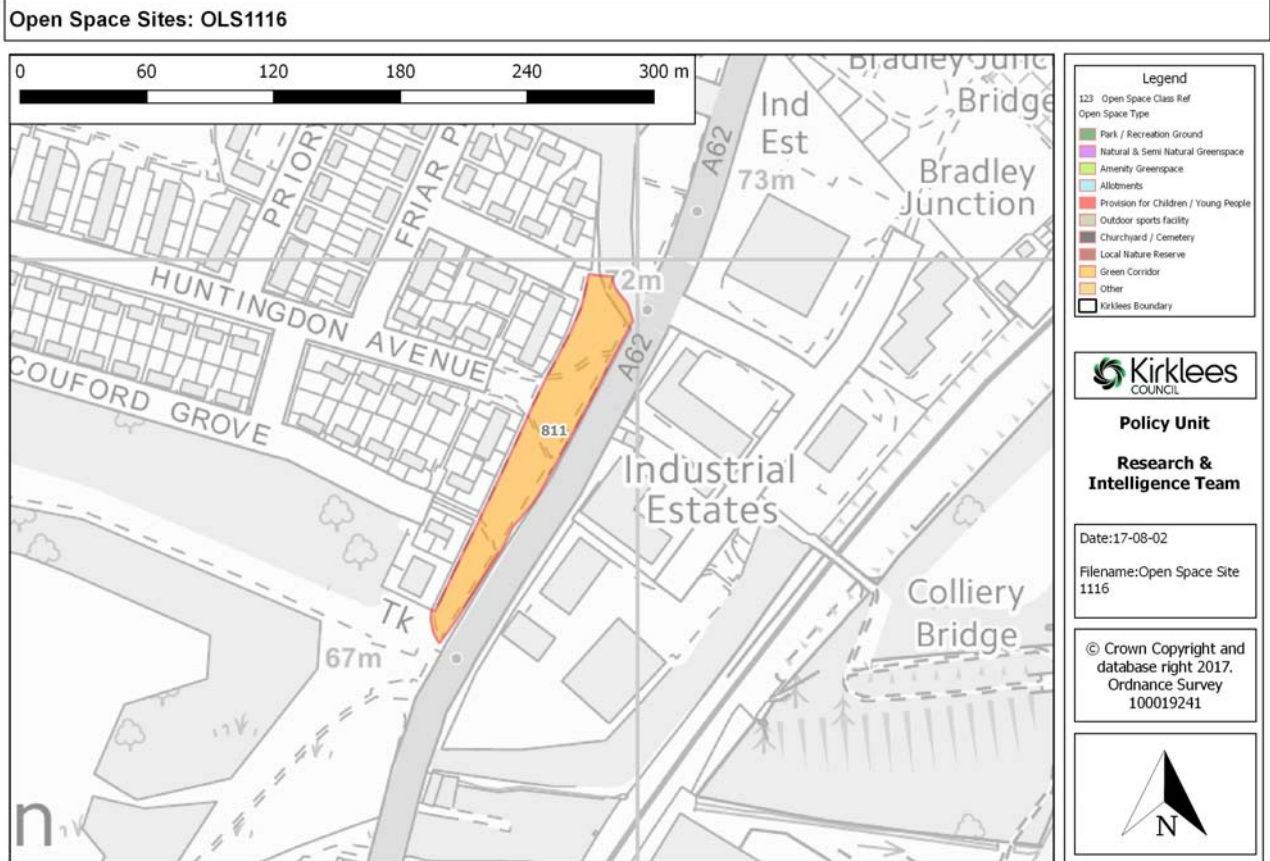 Open Space Sites: OLS1116
0 60 120 180 240 300 m
Bradley Junc
Bridge
Ind
Est
A62
73m
Bradley
Junction
PRIORY
FRIAR P
72m
HUNTINGDON AVENUE
A62
COUFORD GROVE
811
Industrial
Estates
Tk
67m
Colliery
Bridge
n
Legend
123 Open Space Class Ref
Open Space Type
Park / Recreation Ground
Natural & Semi Natural Greenspace
Amenity Greenspace
Allotments
Provision for Children / Young People
Outdoor sports facility
Churchyard / Cemetery
Local Nature Reserve
Green Corridor
Other
Kirklees Boundary
Kirklees
COUNCIL
Policy Unit
Research &
Intelligence Team
Date:17-08-02
Filename:Open Space Site
1116
© Crown Copyright and
database right 2017.
Ordnance Survey
100019241
N